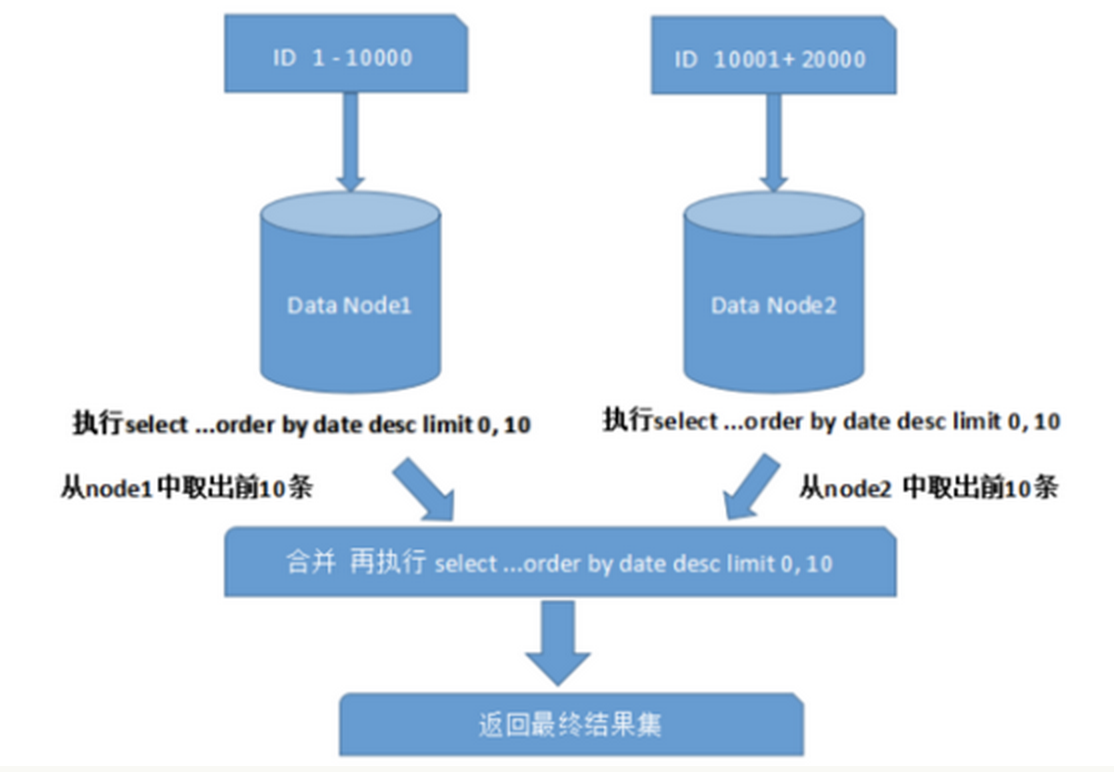 ID 1 - 10000
ID 10001+ 20000
Data Node1
Data Node2
执行select ...order by date desc limit 0, 10
执行select ...order by date desc limit 0, 10
从node1中取出前10条
从node2 中取出前10条
合并 再执行 select ...order by date desc limit 0, 10
返回最终结果集